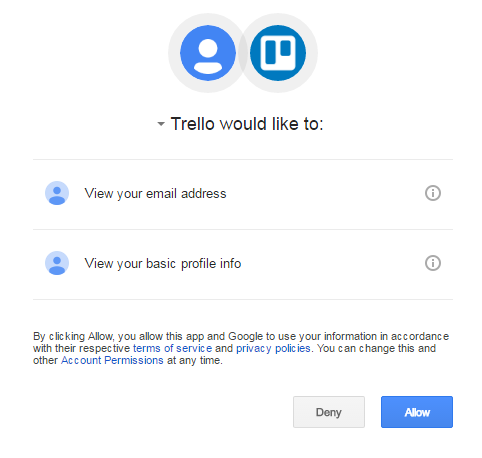 Trello would like to:
View your email address
View your basic profile info
By clicking Allow, you allow this app and Google to use your information in accordance
with their respective terms of service and privacy policies. You can change this and
other Account Permissions at any time.
Deny Allow